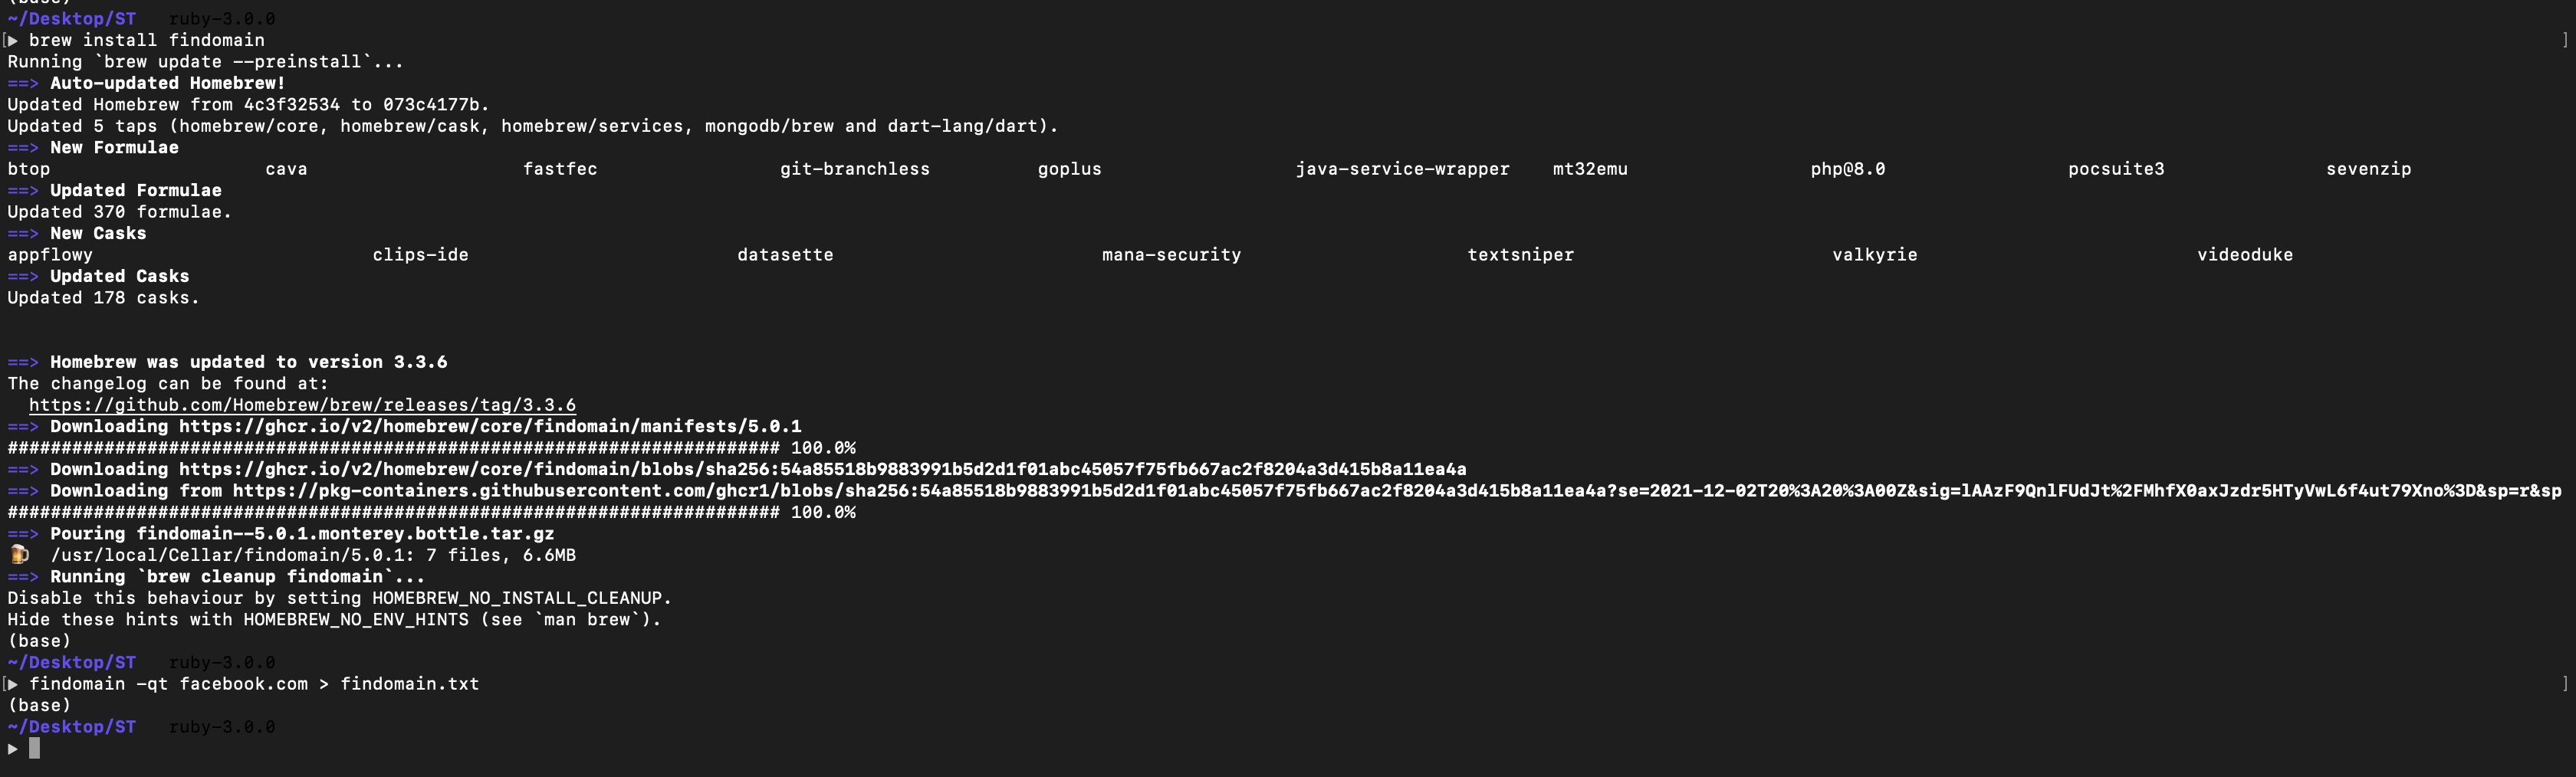 (base)
~/Desktop/ST ruby-3.0.0
[▶ brew install findomain ]
Running `brew update --preinstall`...
==> Auto-updated Homebrew!
Updated Homebrew from 4c3f32534 to 073c4177b.
Updated 5 taps (homebrew/core, homebrew/cask, homebrew/services, mongodb/brew and dart-lang/dart).
==> New Formulae
btop cava fastfec git-branchless goplus java-service-wrapper mt32emu php@8.0 pocsuite3 sevenzip
==> Updated Formulae
Updated 370 formulae.
==> New Casks
appflowy clips-ide datasette mana-security textsniper valkyrie videoduke
==> Updated Casks
Updated 178 casks.
==> Homebrew was updated to version 3.3.6
The changelog can be found at:
https://github.com/Homebrew/brew/releases/tag/3.3.6
==> Downloading https://ghcr.io/v2/homebrew/core/findomain/manifests/5.0.1
######################################################################## 100.0%
==> Downloading https://ghcr.io/v2/homebrew/core/findomain/blobs/sha256:54a85518b9883991b5d2d1f01abc45057f75fb667ac2f8204a3d415b8a11ea4a
==> Downloading from https://pkg-containers.githubusercontent.com/ghcr1/blobs/sha256:54a85518b9883991b5d2d1f01abc45057f75fb667ac2f8204a3d415b8a11ea4a?se=2021-12-02T20%3A20%3A00Z&sig=lAAzF9QnlFUdJt%2FMhfX0axJzdr5HTyVwL6f4ut79Xno%3D&sp=r&sp
######################################################################## 100.0%
==> Pouring findomain--5.0.1.monterey.bottle.tar.gz
🍺 /usr/local/Cellar/findomain/5.0.1: 7 files, 6.6MB
==> Running `brew cleanup findomain`...
Disable this behaviour by setting HOMEBREW_NO_INSTALL_CLEANUP.
Hide these hints with HOMEBREW_NO_ENV_HINTS (see `man brew`).
(base)
~/Desktop/ST ruby-3.0.0
[▶ findomain -qt facebook.com > findomain.txt ]
(base)
~/Desktop/ST ruby-3.0.0
▶